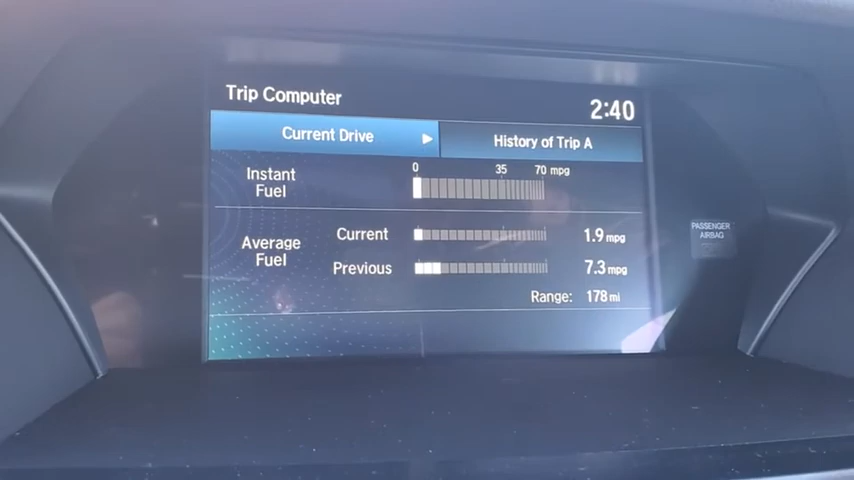 Trip Computer
2:40
Current Drive
History of Trip A
Instant Fuel
0 35 70 mpg
Average Fuel
Current 1.9 mpg
Previous 7.3 mpg
Range: 178 mi
PASSENGER
AIRBAG